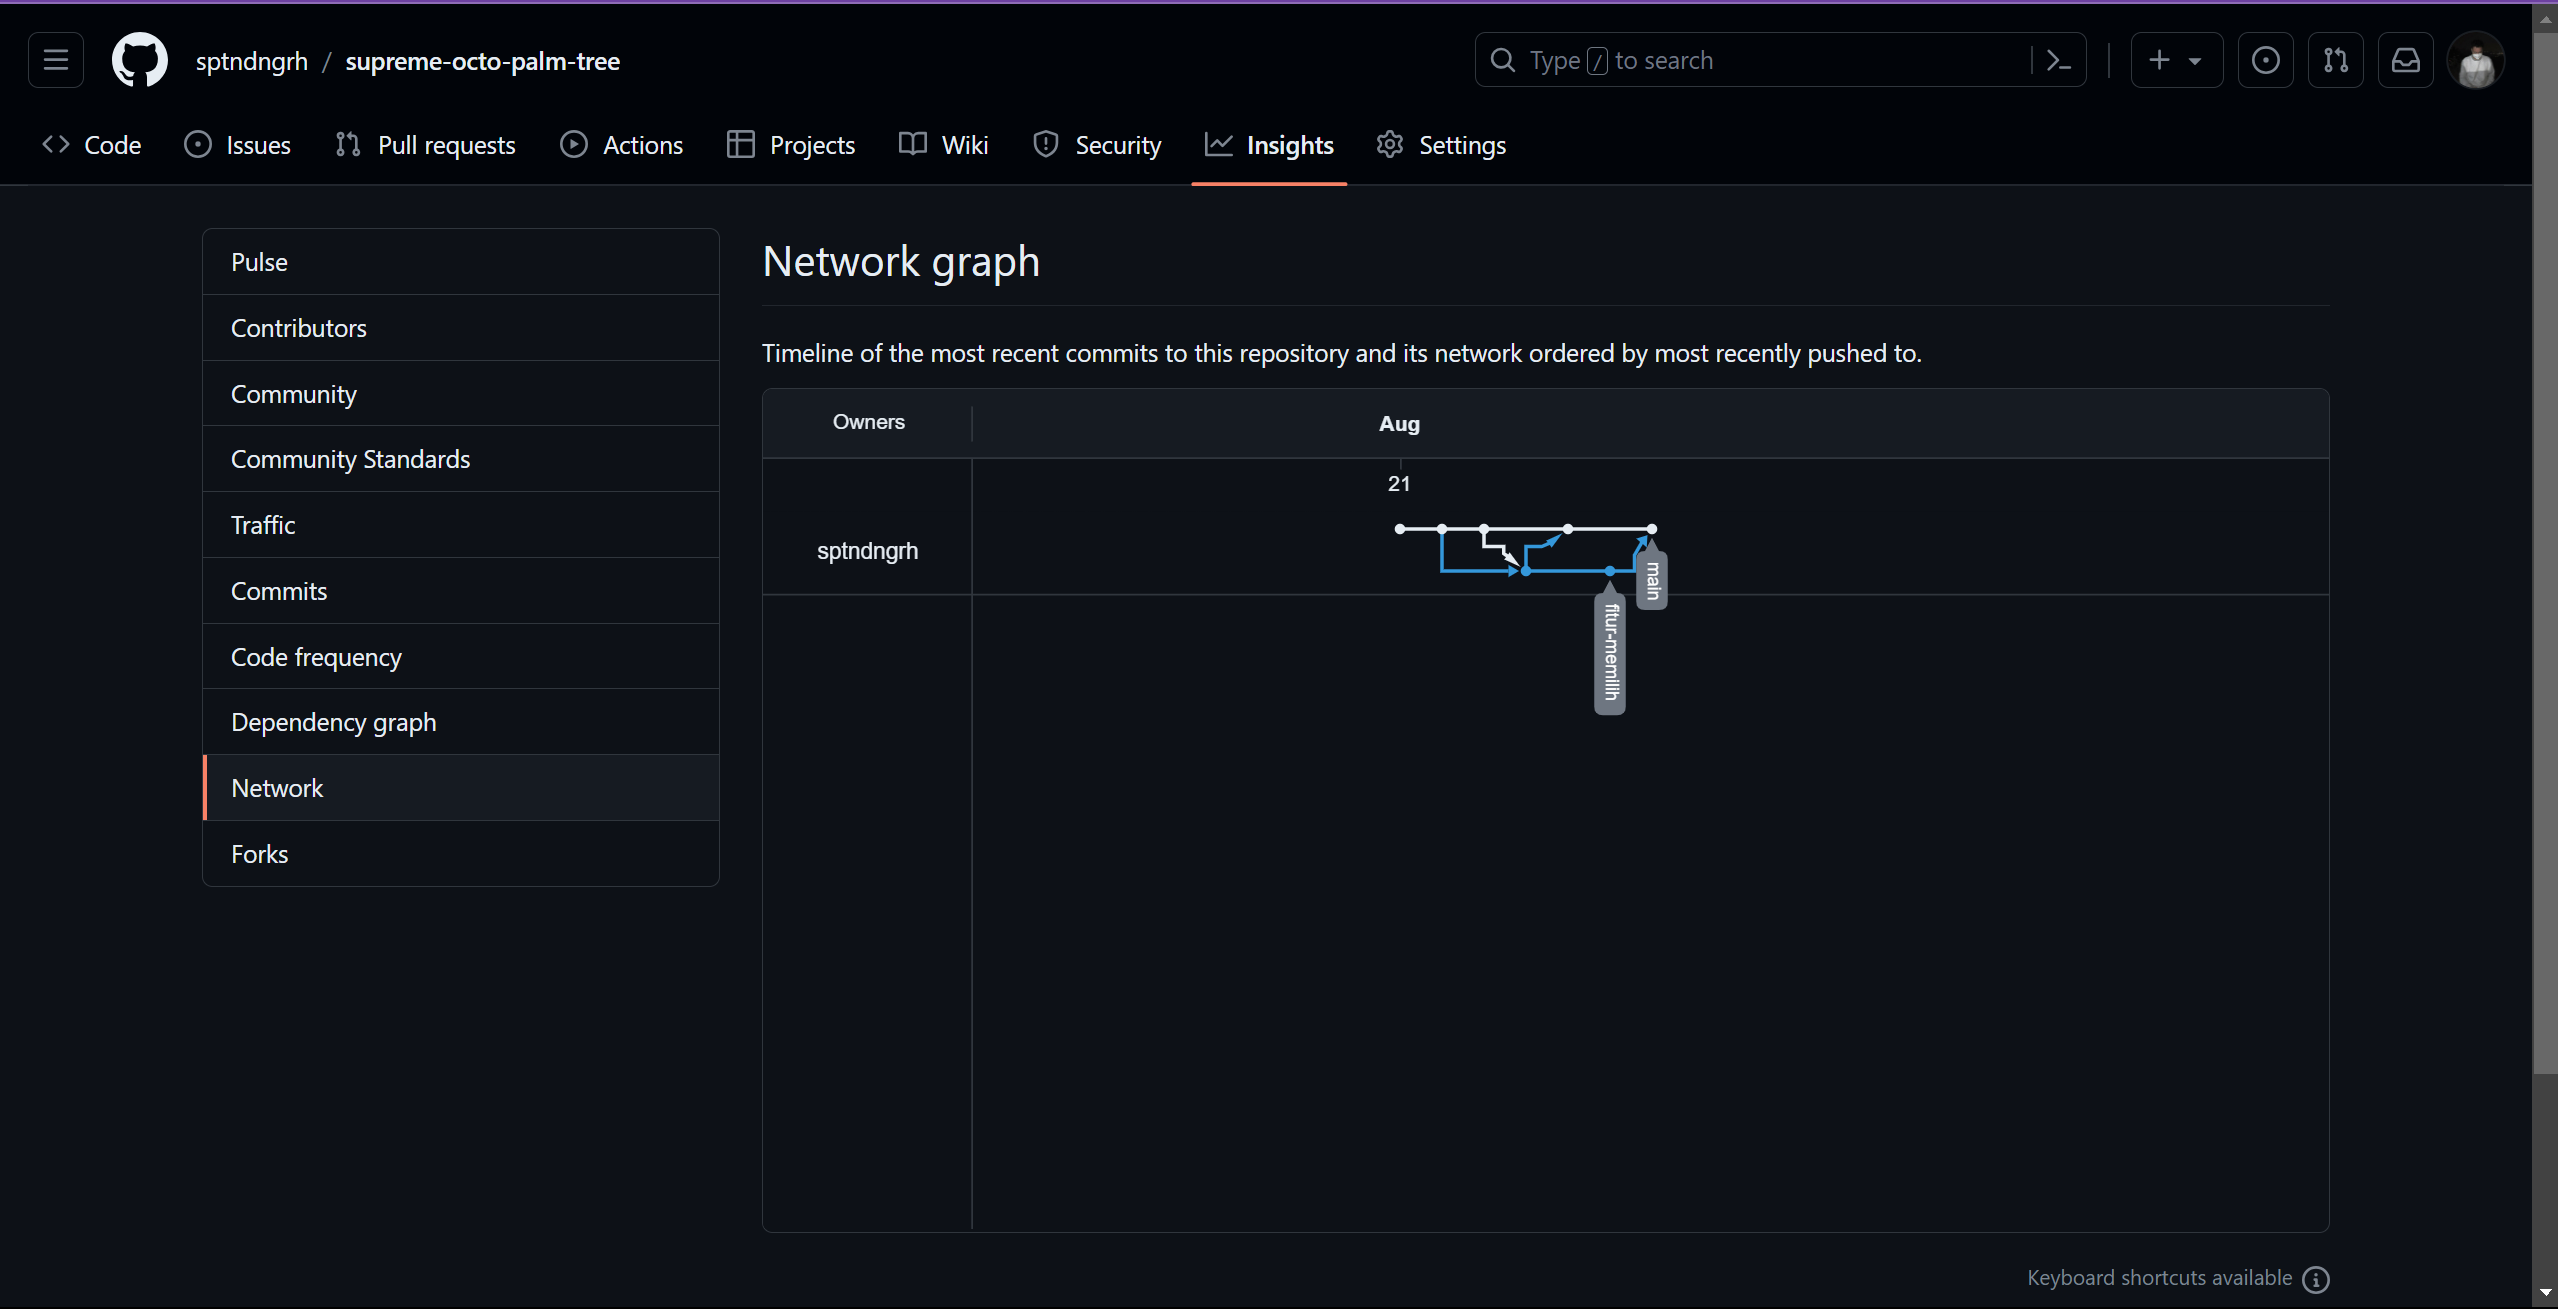 sptndngrh / supreme-octo-palm-tree
Type / to search
Code Issues Pull requests Actions Projects Wiki Security Insights Settings
Pulse
Contributors
Community
Community Standards
Traffic
Commits
Code frequency
Dependency graph
Network
Forks
Network graph
Timeline of the most recent commits to this repository and its network ordered by most recently pushed to.
Owners Aug
21
sptndngrh
main
fitur-memilih
Keyboard shortcuts available